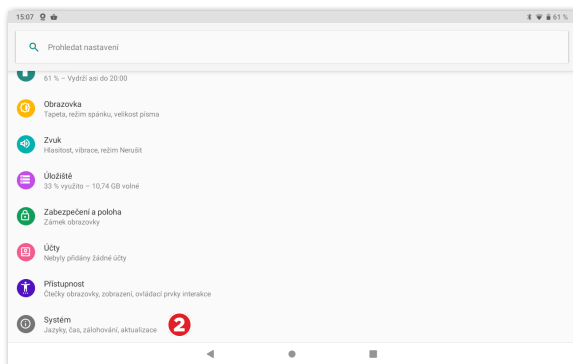 15:07 61 %
Prohledat nastavení
61 % – Vydrží asi do 20:00
Obrazovka
Tapeta, režim spánku, velikost písma
Zvuk
Hlasitost, vibrace, režim Nerušit
Úložiště
33 % využito – 10,74 GB volné
Zabezpečení a poloha
Zámek obrazovky
Účty
Nebyly přidány žádné účty
Přístupnost
Čtečky obrazovky, zobrazení, ovládací prvky interakce
Systém
Jazyky, čas, zálohování, aktualizace
2